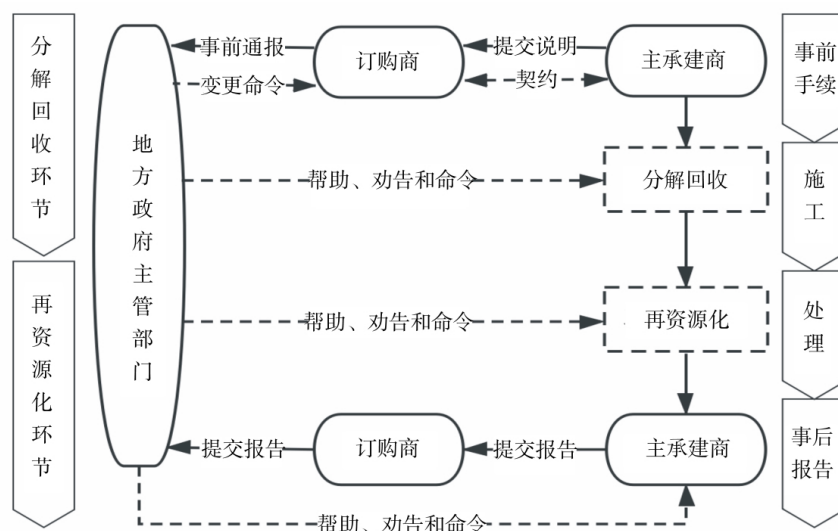 分解回收环节
再资源化环节
地方政府主管部门
事前通报
订购商
提交说明
主承建商
变更命令
契约
帮助、劝告和命令
分解回收
帮助、劝告和命令
再资源化
提交报告
订购商
提交报告
主承建商
帮助、劝告和命令
事前
手续
施工
处理
事后
报告